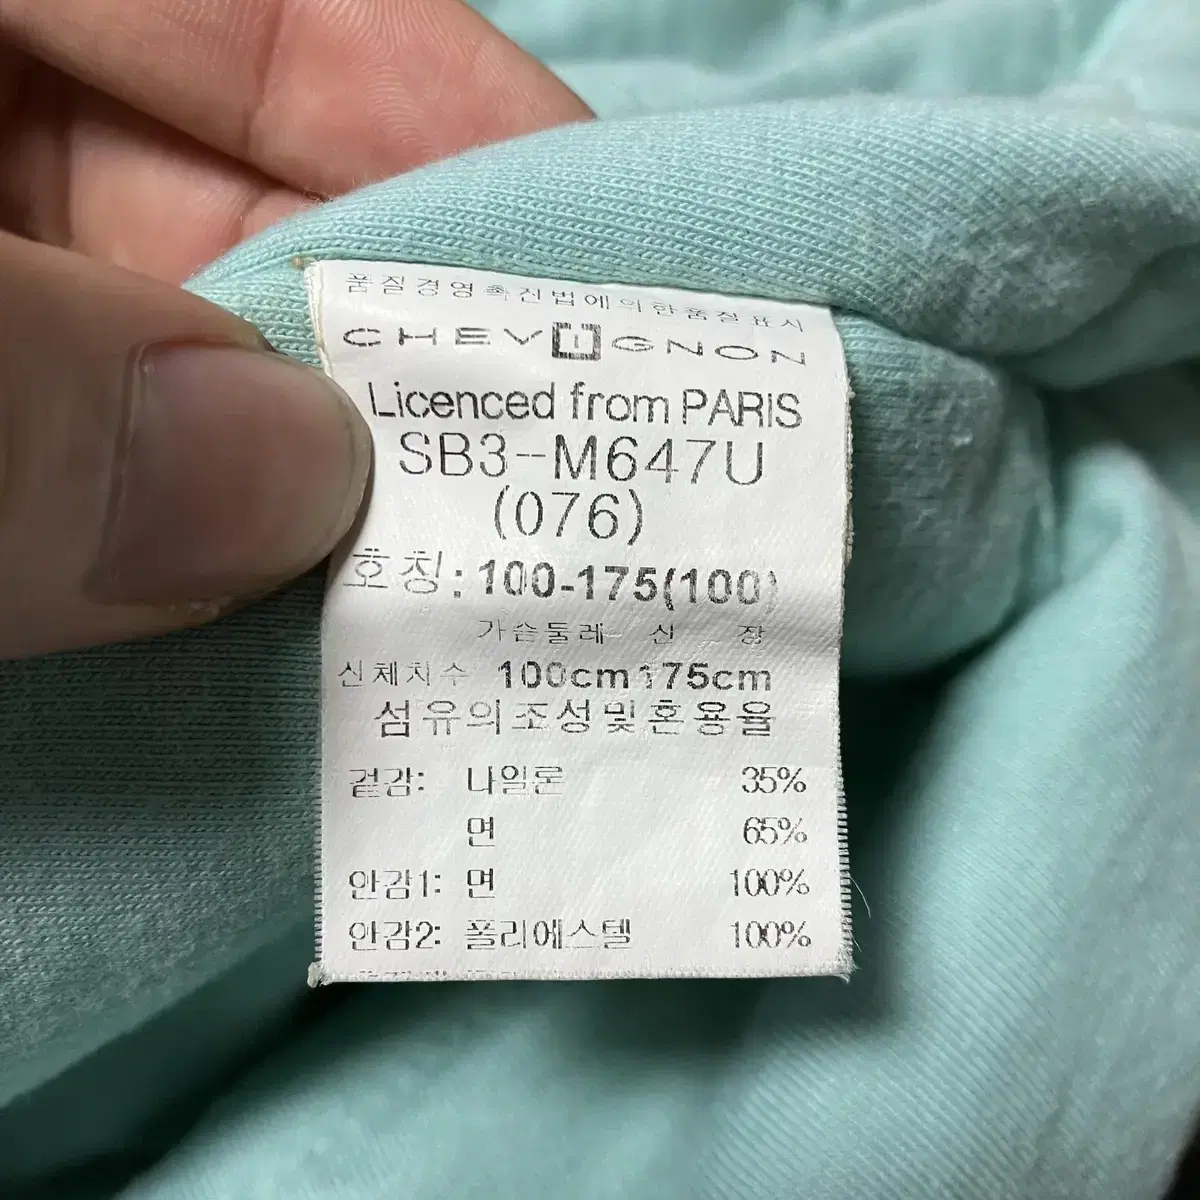 품질경영촉진법에의한품질표시
CHEVIGNON
Licenced from PARIS
SB3-M647U
(076)
호칭: 100-175(100)
가슴둘레 신 장
신체치수 100cm175cm
섬유의조성및혼용율
겉감: 나일론 35%
면 65%
안감1: 면 100%
안감2: 폴리에스텔 100%